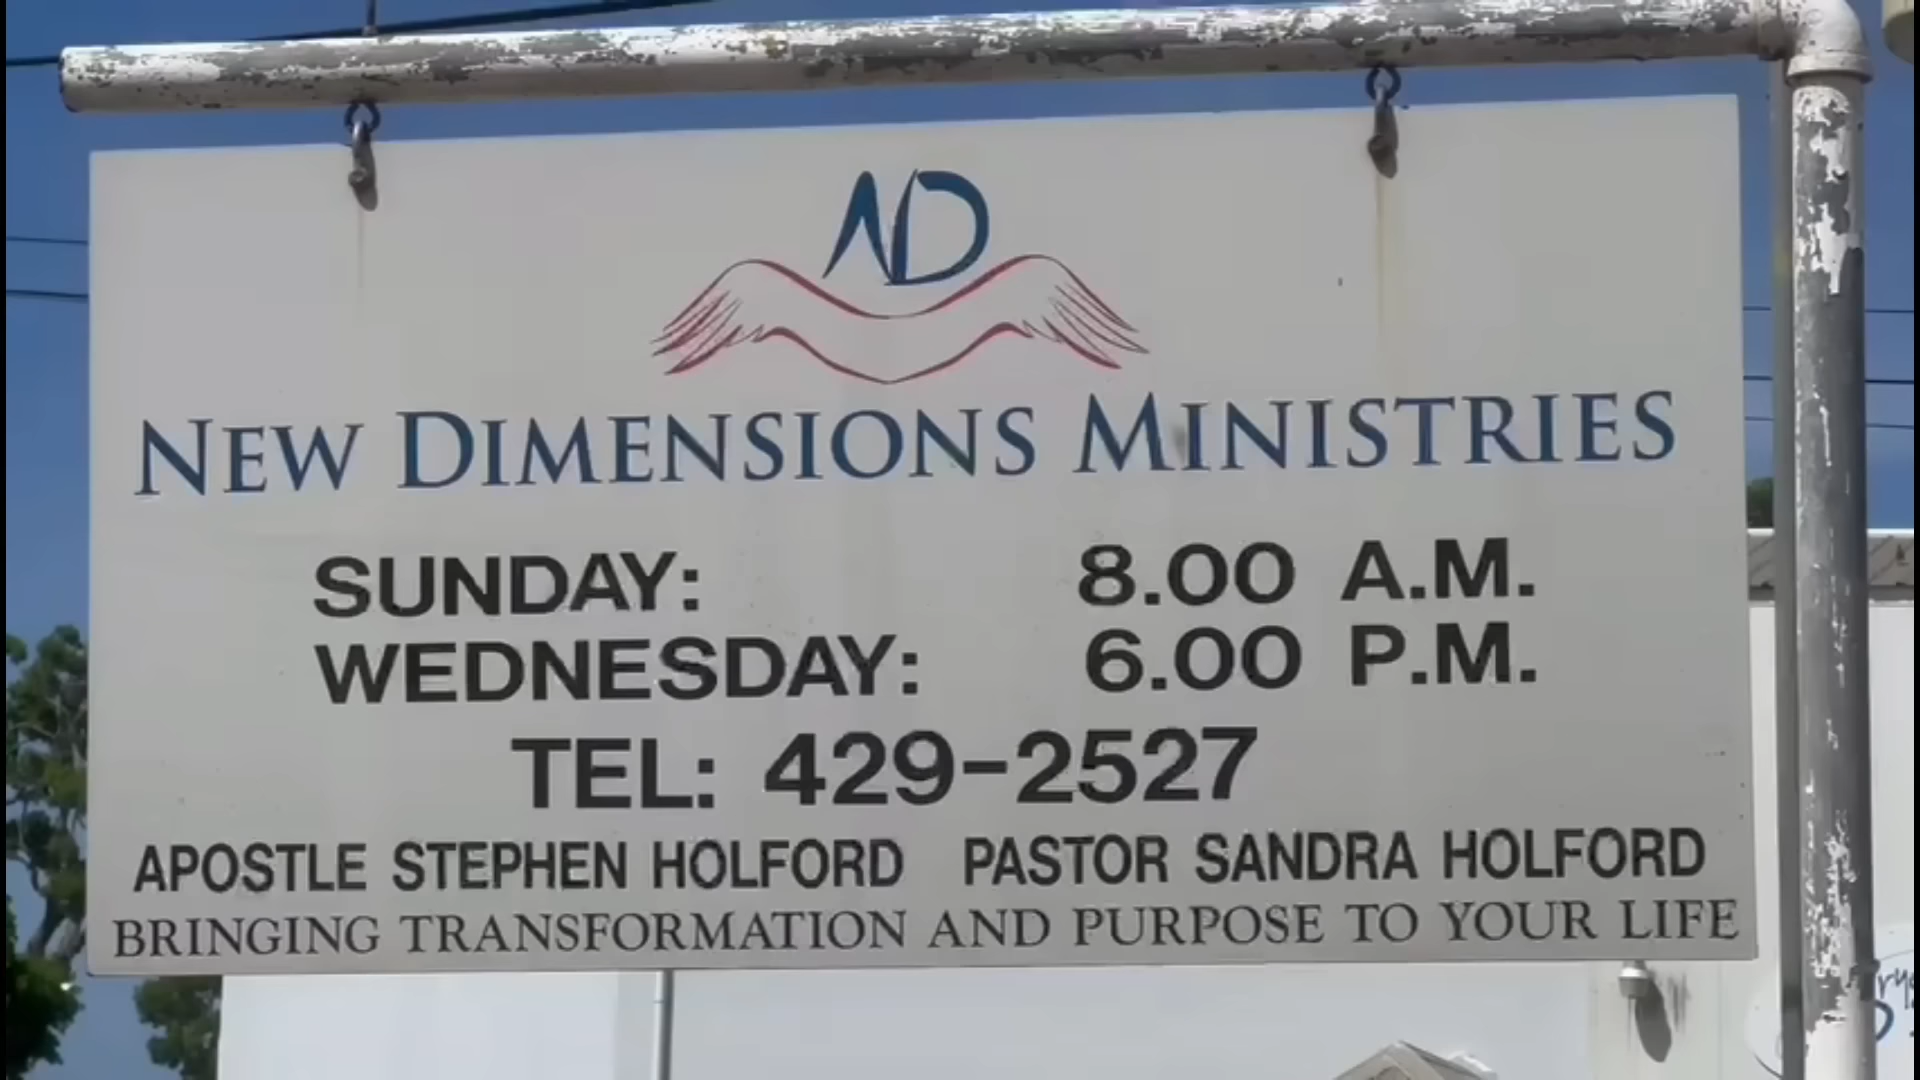 ND
NEW DIMENSIONS MINISTRIES
SUNDAY: 8.00 A.M.
WEDNESDAY: 6.00 P.M.
TEL: 429-2527
APOSTLE STEPHEN HOLFORD PASTOR SANDRA HOLFORD
BRINGING TRANSFORMATION AND PURPOSE TO YOUR LIFE